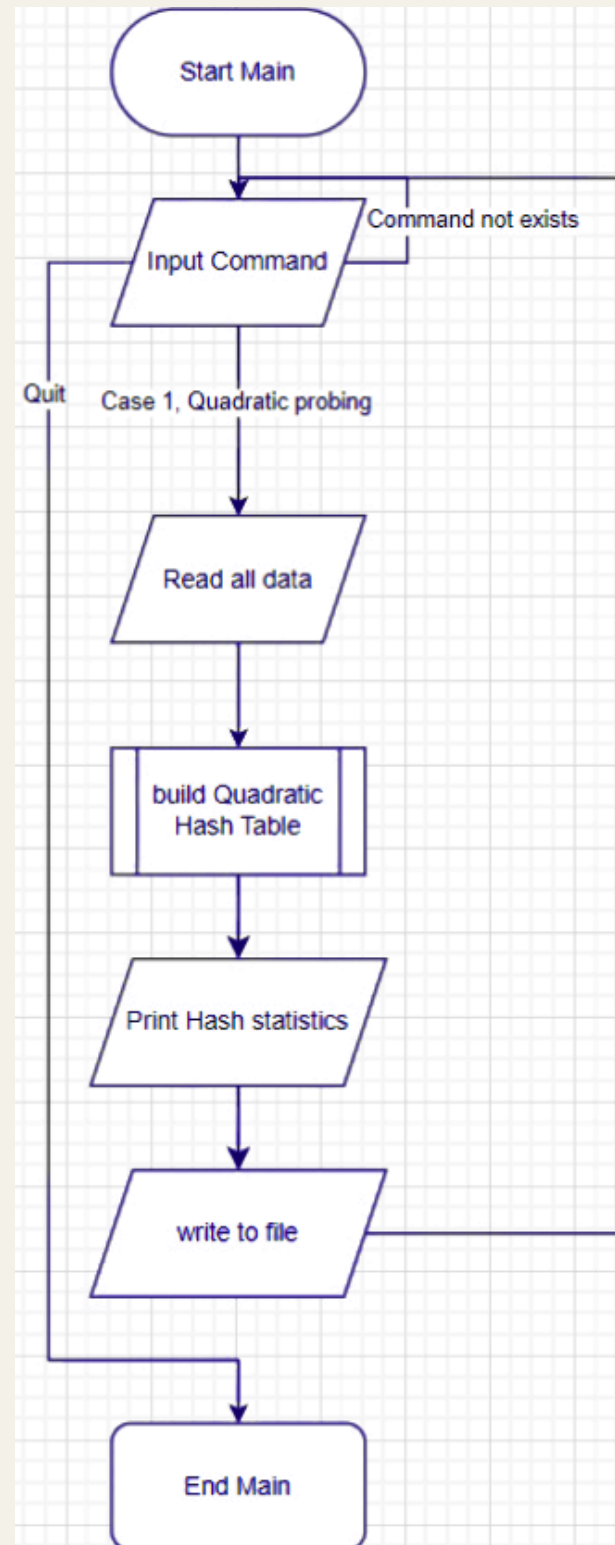 Start Main
Command not exists
Input Command
Quit
Case 1, Quadratic probing
Read all data
build Quadratic
Hash Table
Print Hash statistics
write to file
End Main